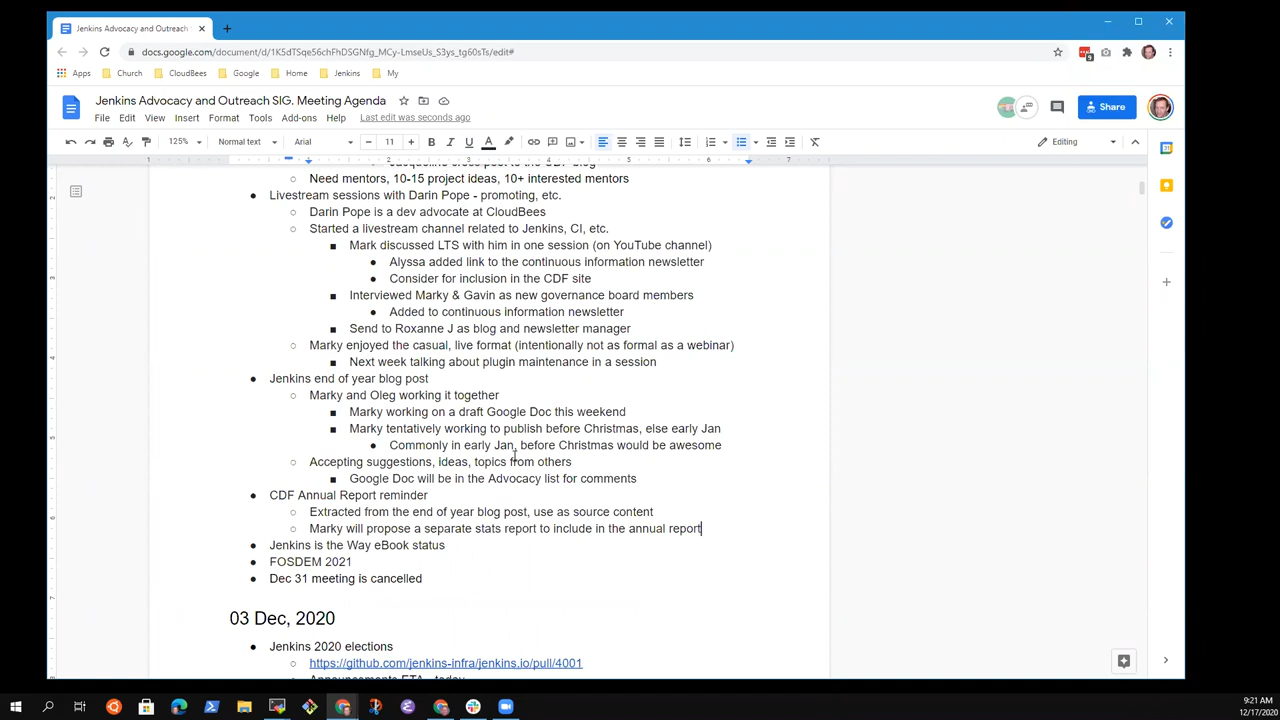 Jenkins Advocacy and Outreach
docs.google.com/document/d/1K5dTSqe56chFhDSGNfg_MCy-LmseUs_S3ys_tg60sTs/edit#
9
Apps Church CloudBees Google Home Jenkins My
Jenkins Advocacy and Outreach SIG. Meeting Agenda
File Edit View Insert Format Tools Add-ons Help Last edit was seconds ago
Share
125% Normal text Arial 11 Editing
1 1 2 3 4 5 6 7
Need mentors, 10-15 project ideas, 10+ interested mentors
Livestream sessions with Darin Pope - promoting, etc.
Darin Pope is a dev advocate at CloudBees
Started a livestream channel related to Jenkins, CI, etc.
Mark discussed LTS with him in one session (on YouTube channel)
Alyssa added link to the continuous information newsletter
Consider for inclusion in the CDF site
Interviewed Marky & Gavin as new governance board members
Added to continuous information newsletter
Send to Roxanne J as blog and newsletter manager
Marky enjoyed the casual, live format (intentionally not as formal as a webinar)
Next week talking about plugin maintenance in a session
Jenkins end of year blog post
Marky and Oleg working it together
Marky working on a draft Google Doc this weekend
Marky tentatively working to publish before Christmas, else early Jan
Commonly in early Jan, before Christmas would be awesome
Accepting suggestions, ideas, topics from others
Google Doc will be in the Advocacy list for comments
CDF Annual Report reminder
Extracted from the end of year blog post, use as source content
Marky will propose a separate stats report to include in the annual report
Jenkins is the Way eBook status
FOSDEM 2021
Dec 31 meeting is cancelled
03 Dec, 2020
Jenkins 2020 elections
https://github.com/jenkins-infra/jenkins.io/pull/4001
9:21 AM
12/17/2020